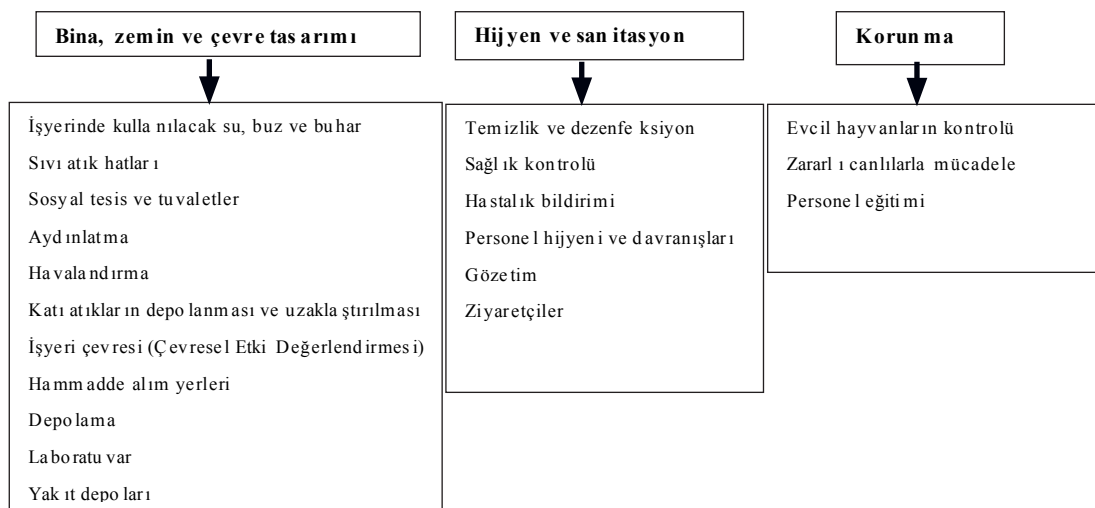 Bina, zemin ve çevre tasarımı
İşyerinde kullanılacak su, buz ve buhar
Sıvı atık hatları
Sosyal tesis ve tuvaletler
Aydınlatma
Havalandırma
Katı atıkların depolanması ve uzaklaştırılması
İşyeri çevresi (Çevresel Etki Değerlendirmesi)
Hammadde alım yerleri
Depolama
Laboratuvar
Yakıt depoları
Hijyen ve sanitasyon
Temizlik ve dezenfeksiyon
Sağlık kontrolü
Hastalık bildirimi
Personel hijyeni ve davranışları
Gözetim
Ziyaretçiler
Korunma
Evcil hayvanların kontrolü
Zararlı canlılarla mücadele
Personel eğitimi